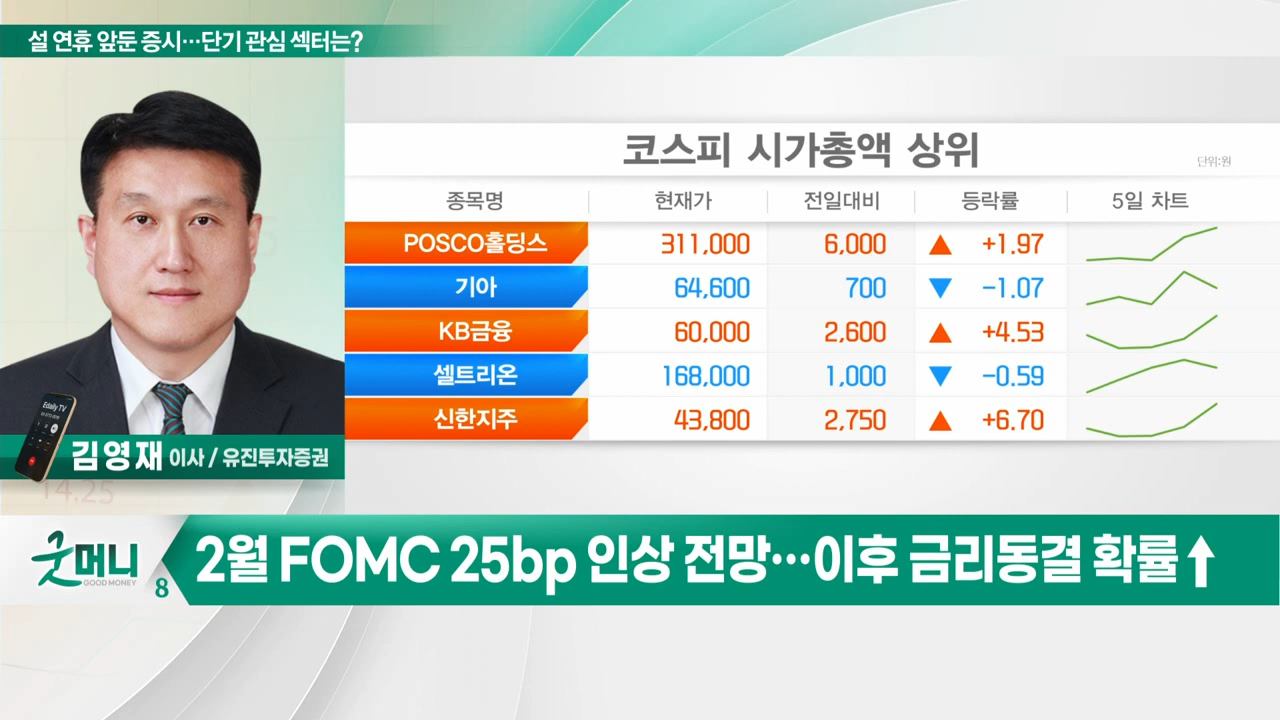 설 연휴 앞둔 증시…단기 관심 섹터는?
코스피 시가총액 상위
단위:원
종목명 현재가 전일대비 등락률 5일 차트
POSCO홀딩스 311,000 6,000 ▲ +1.97
기아 64,600 700 ▼ -1.07
KB금융 60,000 2,600 ▲ +4.53
셀트리온 168,000 1,000 ▼ -0.59
신한지주 43,800 2,750 ▲ +6.70
Edaily TV
김영재 이사 / 유진투자증권
14.25
굿머니
GOOD MONEY
8
2월 FOMC 25bp 인상 전망…이후 금리동결 확률↑